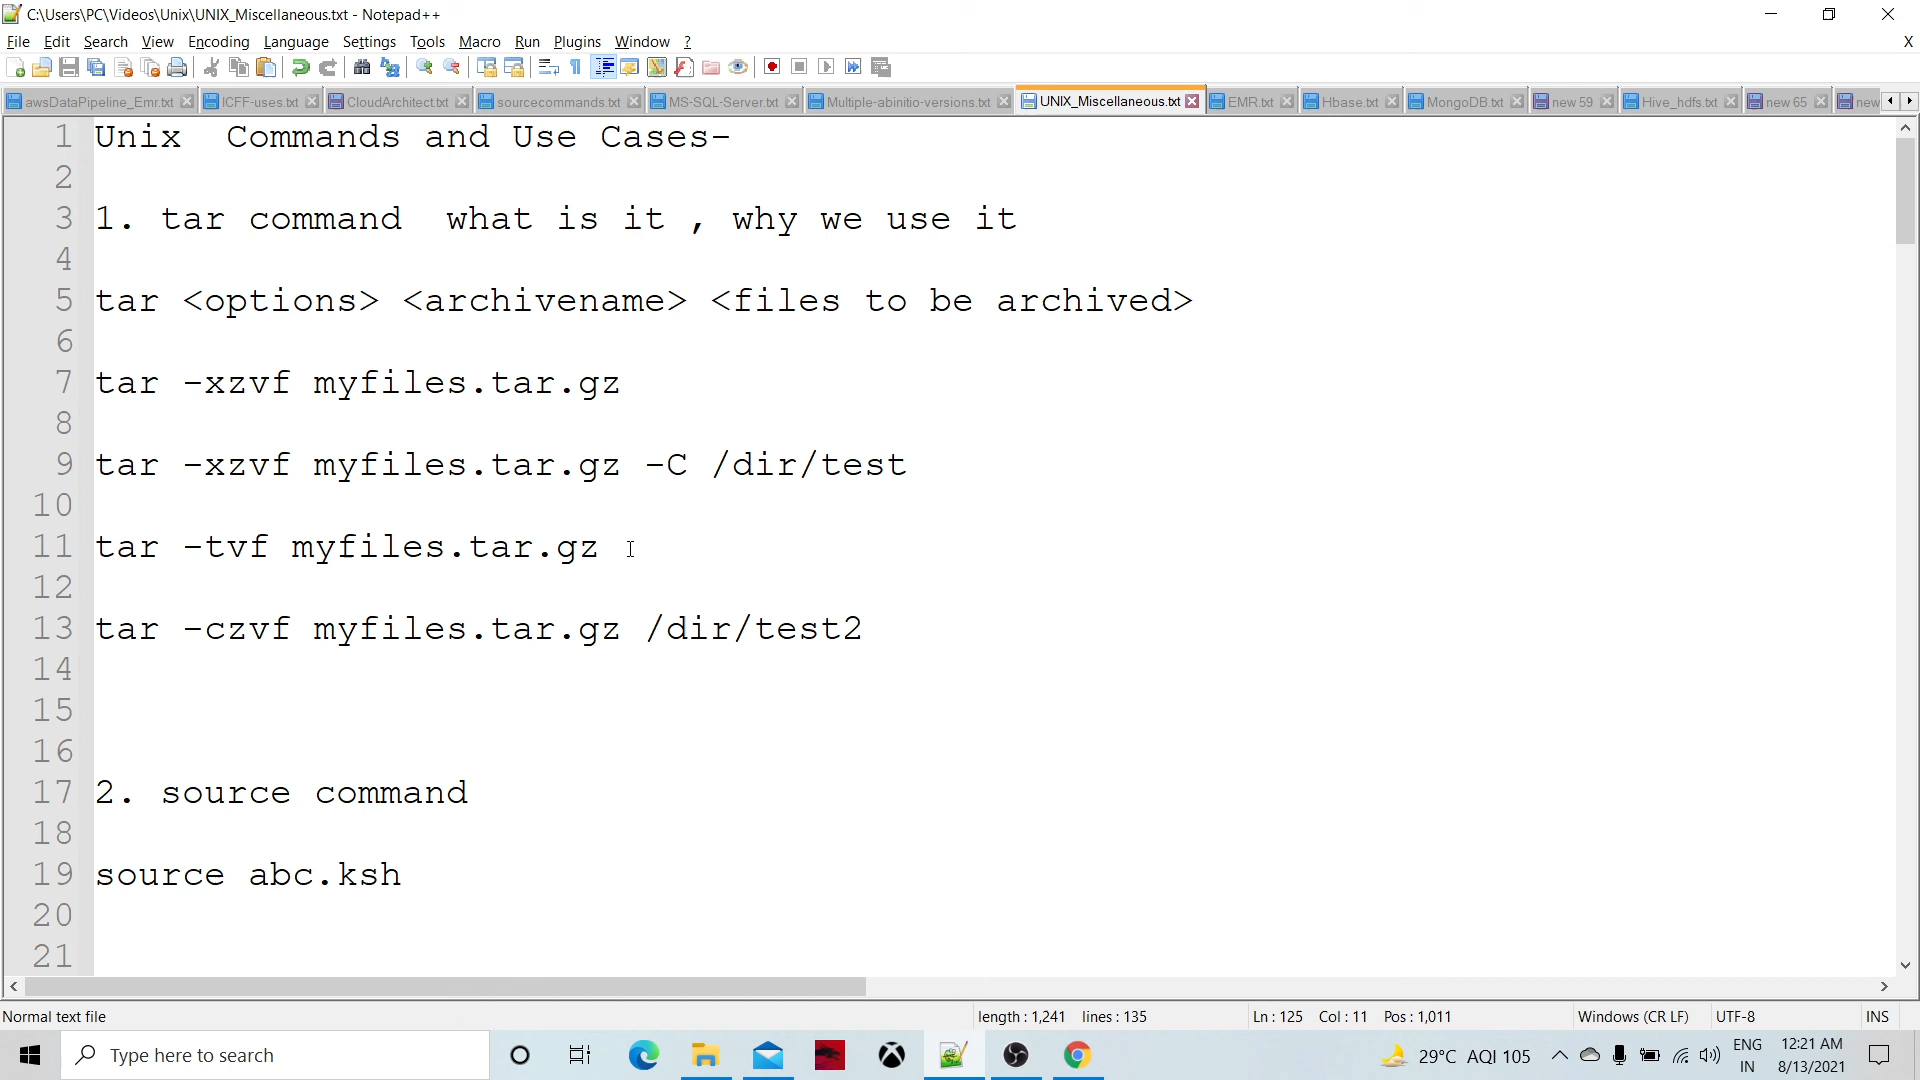 C:\Users\PC\Videos\Unix\UNIX_Miscellaneous.txt - Notepad++
File Edit Search View Encoding Language Settings Tools Macro Run Plugins Window ? X
awsDataPipeline_Emr.txt ICFF-uses.txt CloudArchitect.txt sourcecommands.txt MS-SQL-Server.txt Multiple-abinitio-versions.txt UNIX_Miscellaneous.txt EMR.txt Hbase.txt MongoDB.txt new 59 Hive_hdfs.txt new 65 new
1 Unix  Commands and Use Cases-
2
3 1. tar command  what is it , why we use it
4
5 tar <options> <archivename> <files to be archived>
6
7 tar -xzvf myfiles.tar.gz
8
9 tar -xzvf myfiles.tar.gz -C /dir/test
10
11 tar -tvf myfiles.tar.gz
12
13 tar -czvf myfiles.tar.gz /dir/test2
14
15
16
17 2. source command
18
19 source abc.ksh
20
21
Normal text file length : 1,241 lines : 135 Ln : 125 Col : 11 Pos : 1,011 Windows (CR LF) UTF-8 INS
Type here to search 29°C AQI 105 ENG 12:21 AM
IN 8/13/2021